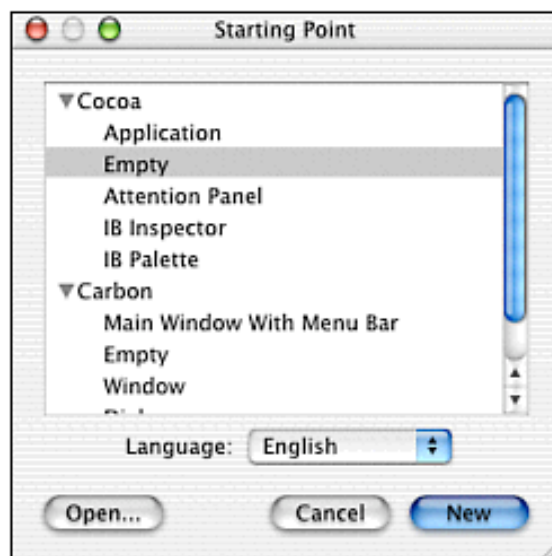 Starting Point
Cocoa
Application
Empty
Attention Panel
IB Inspector
IB Palette
Carbon
Main Window With Menu Bar
Empty
Window
Language: English
Open... Cancel New